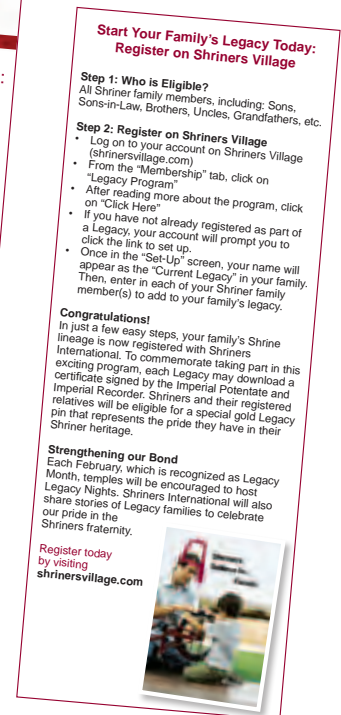 Start Your Family's Legacy Today:
Register on Shriners Village
Step 1: Who is Eligible?
All Shriner family members, including: Sons,
Sons-in-Law, Brothers, Uncles, Grandfathers, etc.
Step 2: Register on Shriners Village
• Log on to your account on Shriners Village
(shrinersvillage.com)
• From the “Membership” tab, click on
“Legacy Program”
• After reading more about the program, click
on “Click Here”
• If you have not already registered as part of
a Legacy, your account will prompt you to
click the link to set up.
• Once in the “Set-Up” screen, your name will
appear as the “Current Legacy” in your family.
Then, enter in each of your Shriner family
member(s) to add to your family's legacy.
Congratulations!
In just a few easy steps, your family's Shrine
lineage is now registered with Shriners
International. To commemorate taking part in this
exciting program, each Legacy may download a
certificate signed by the Imperial Potentate and
Imperial Recorder. Shriners and their registered
relatives will be eligible for a special gold Legacy
pin that represents the pride they have in their
Shriner heritage.
Strengthening our Bond
Each February, which is recognized as Legacy
Month, temples will be encouraged to host
Legacy Nights. Shriners International will also
share stories of Legacy families to celebrate
our pride in the
Shriners fraternity.
Register today
by visiting
shrinersvillage.com